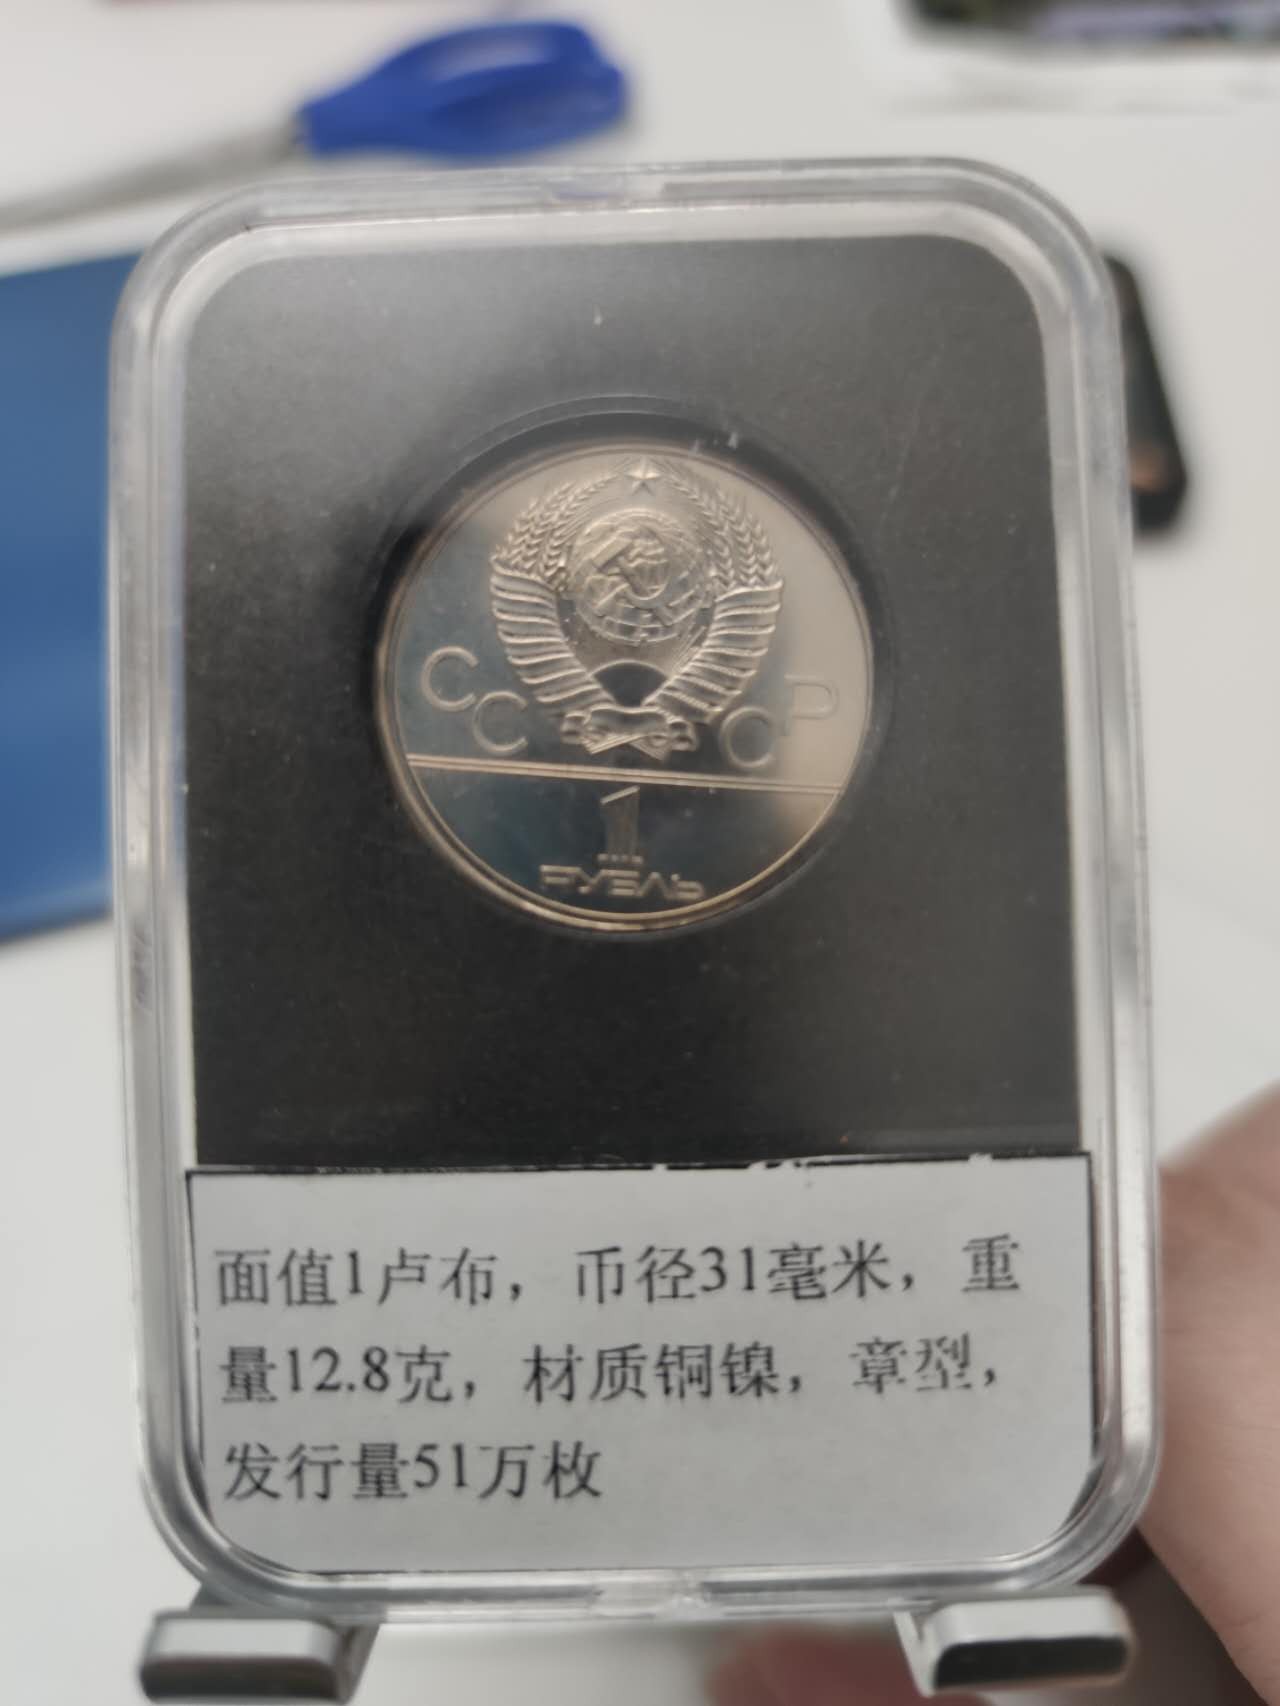 СССР
1
РУБЛЬ
面值1卢布，币径31毫米，重
量12.8克，材质铜镍，章型，
发行量51万枚